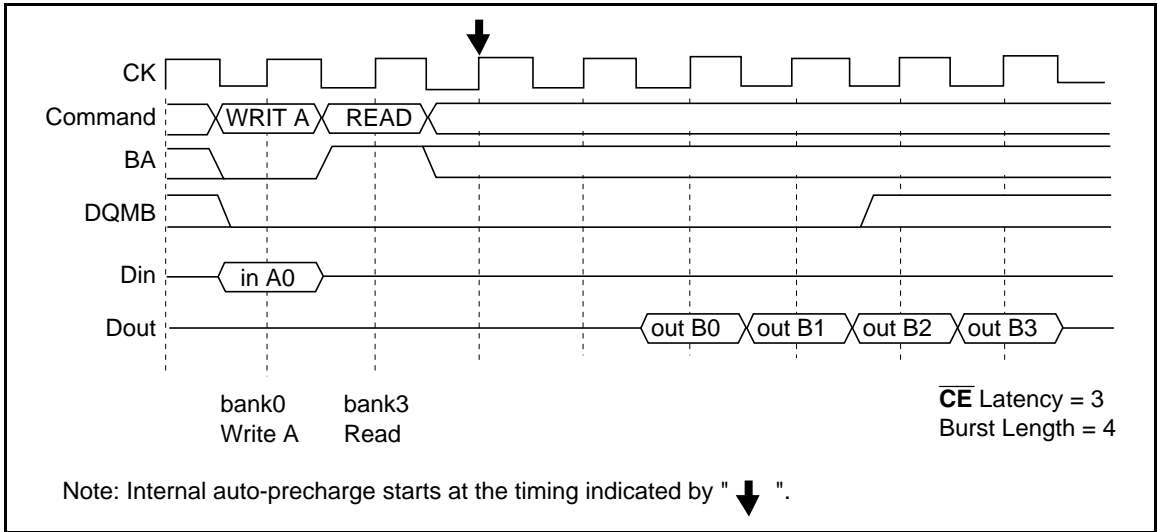 CK
Command WRIT A READ
BA
DQMB
Din in A0
Dout out B0 out B1 out B2 out B3
bank0 bank3 CE Latency = 3
Write A Read Burst Length = 4
Note: Internal auto-precharge starts at the timing indicated by " ".